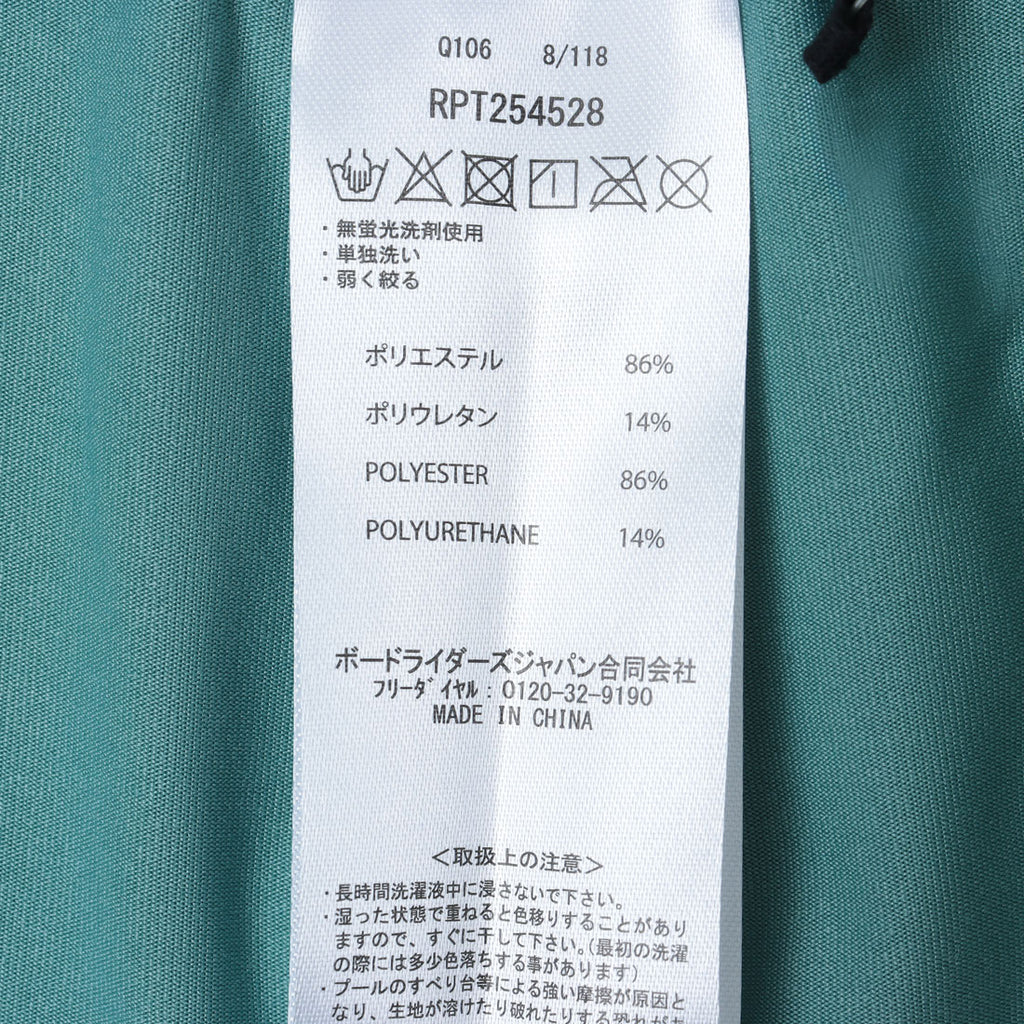 Q106 8/118
RPT254528
・無蛍光洗剤使用
・単独洗い
・弱く絞る
ポリエステル 86%
ポリウレタン 14%
POLYESTER 86%
POLYURETHANE 14%
ボードライダーズジャパン合同会社
フリーダイヤル：0120-32-9190
MADE IN CHINA
＜取扱上の注意＞
・長時間洗濯液中に浸さないで下さい。
・湿った状態で重ねると色移りすることがあり
ますので、すぐに干して下さい。（最初の洗濯
の際には多少色落ちする事があります）
・プールのすべり台等による強い摩擦が原因と
なり、生地が溶けたり破れたりする恐れがあ